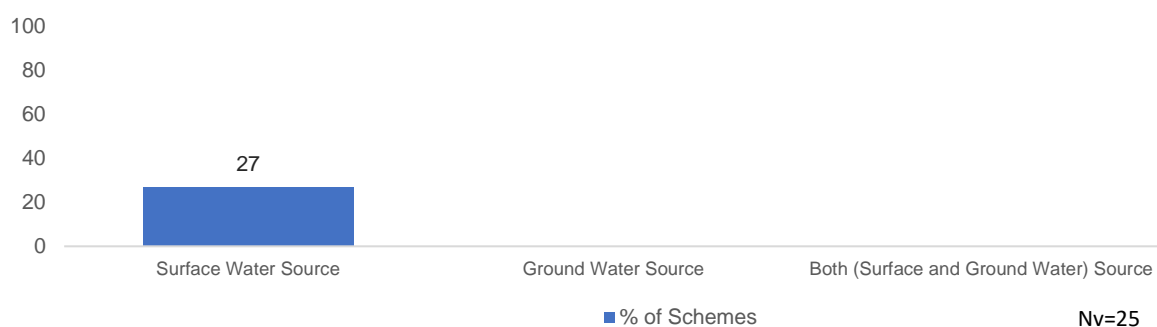 100
80
60
40
20
0
27
Surface Water Source
Ground Water Source
Both (Surface and Ground Water) Source
% of Schemes
Nv=25